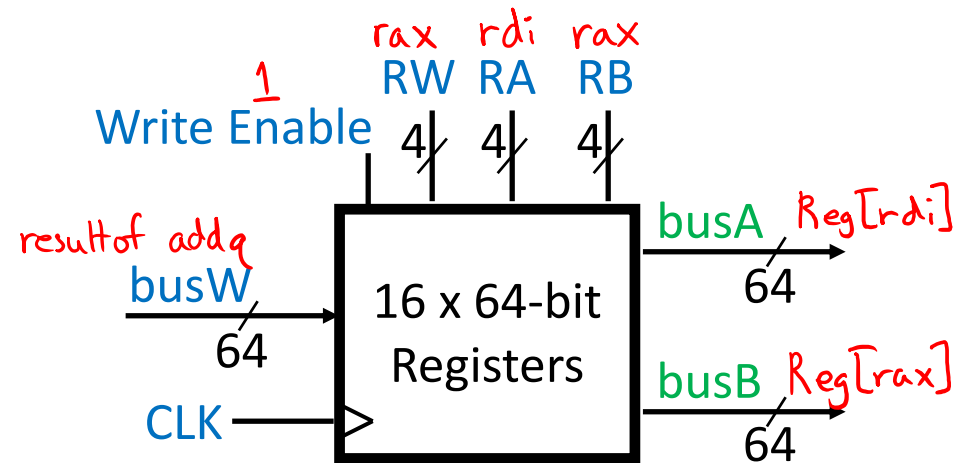 rax rdi rax
1 RW RA RB
Write Enable 4 4 4
result of addq busA Reg[rdi]
busW 64
64
16 x 64-bit
Registers
busB Reg[rax]
CLK 64